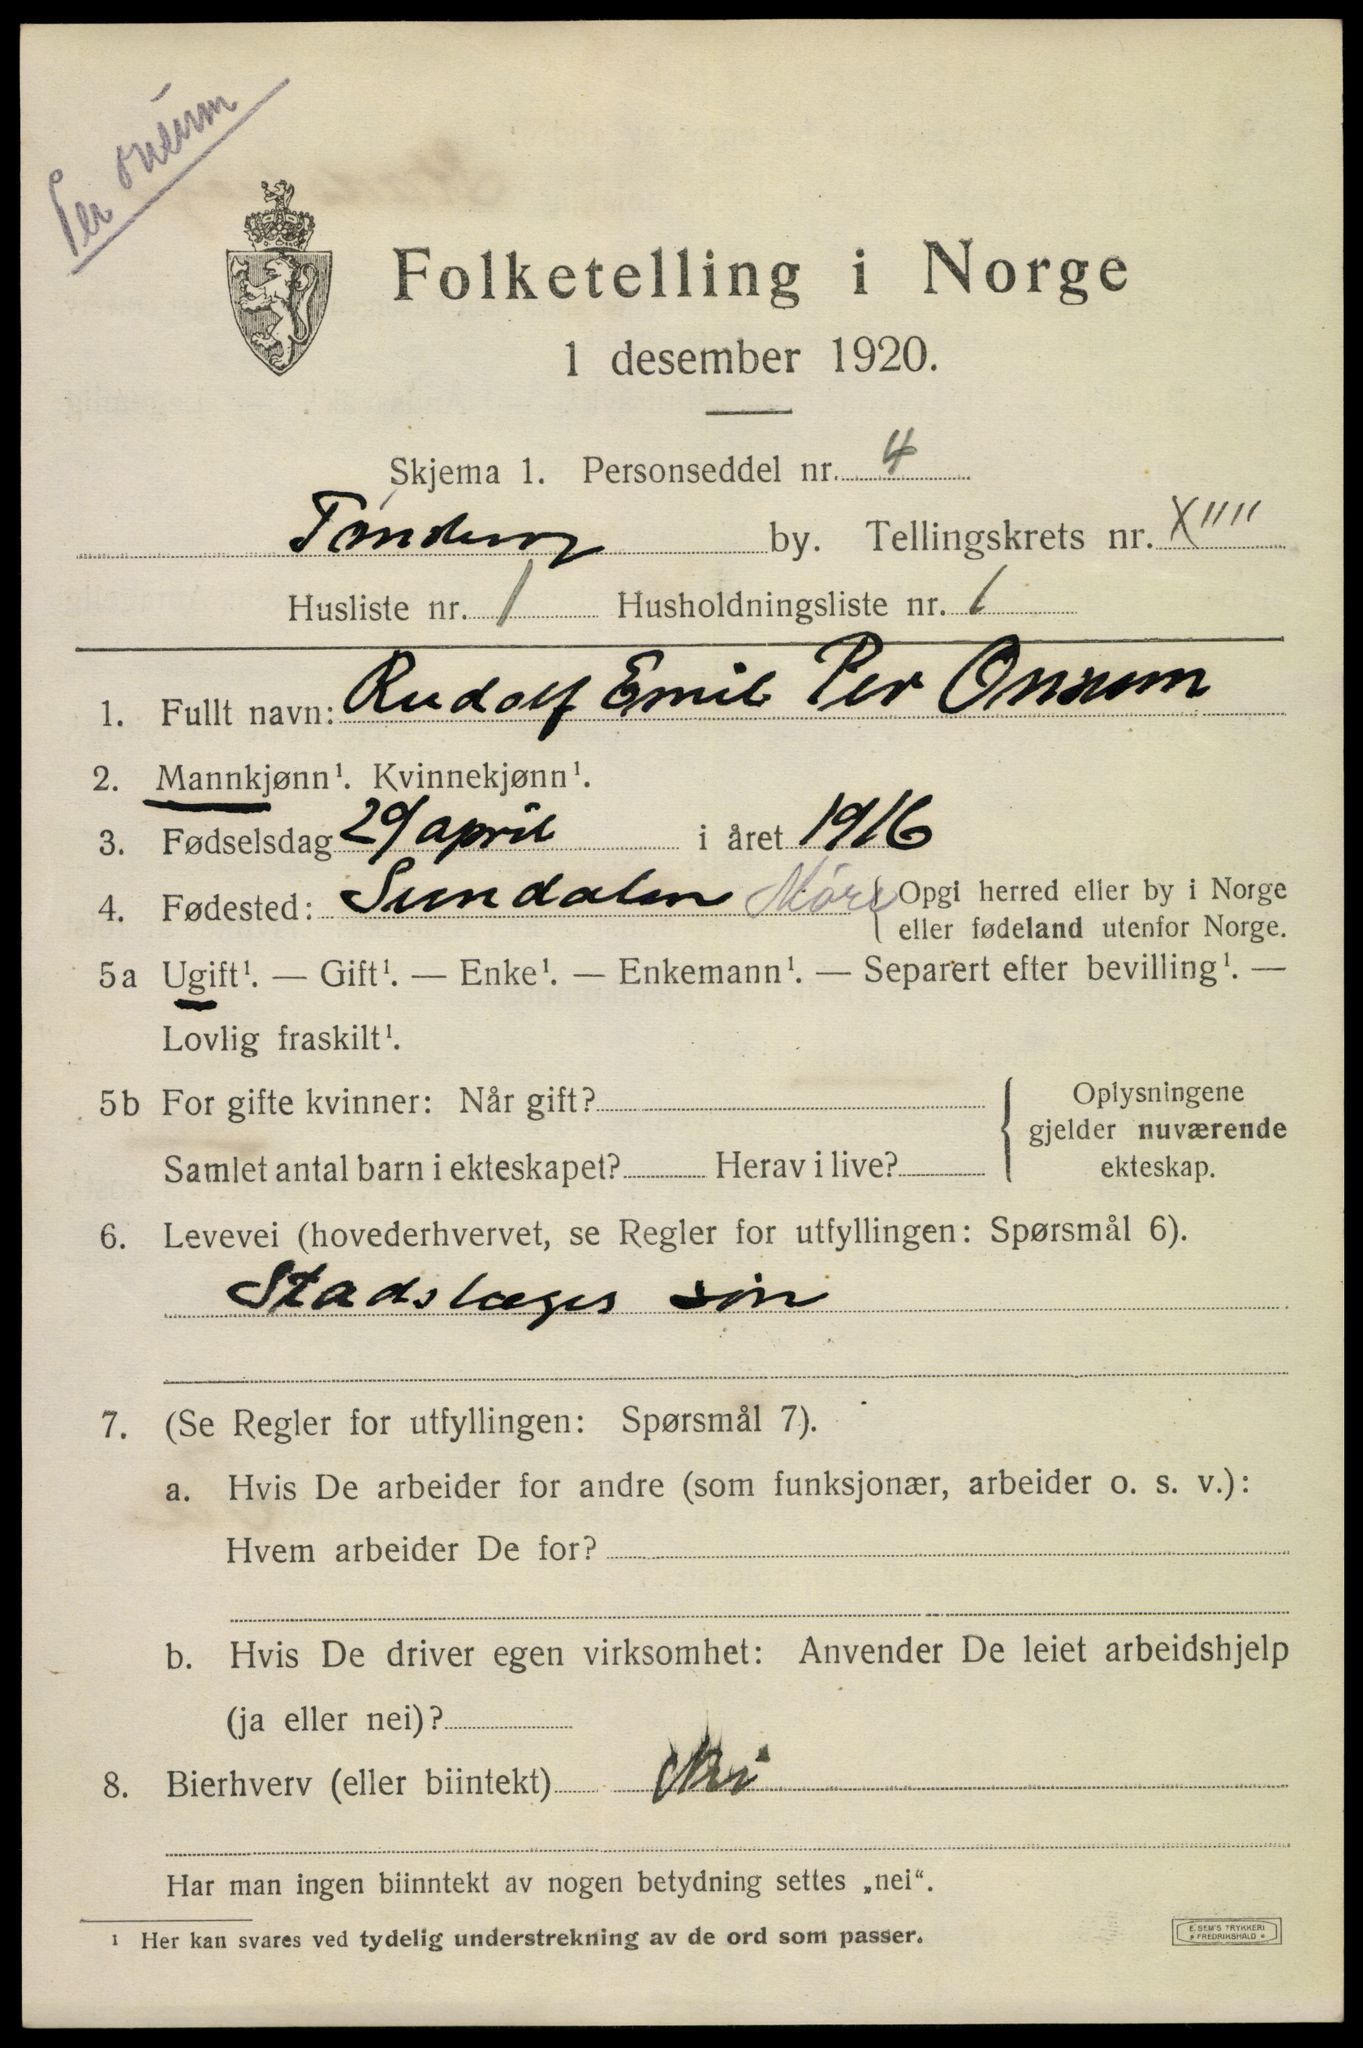 Per onsum
Folketelling i Norge
1 desember 1920.
Skjema 1. Personseddel nr. 4
Tønsberg by. Tellingskrets nr. XIIII
Husliste nr. 1 Husholdningsliste nr. 1
1. Fullt navn: Rudolf Emil Per Onsum
2. Mannkjønn¹. Kvinnekjønn¹.
3. Fødselsdag 29/april i året 1916
4. Fødested: Sundalen Møre { Opgi herred eller by i Norge
eller fødeland utenfor Norge.
5a Ugift¹. — Gift¹. — Enke¹. — Enkemann¹. — Separert efter bevilling¹. —
Lovlig fraskilt¹.
5b For gifte kvinner: Når gift? { Oplysningene
gjelder nuværende
Samlet antal barn i ekteskapet? Herav i live? ekteskap.
6. Levevei (hovederhvervet, se Regler for utfyllingen: Spørsmål 6).
Stadslæges søn
7. (Se Regler for utfyllingen: Spørsmål 7).
a. Hvis De arbeider for andre (som funksjonær, arbeider o. s. v.):
Hvem arbeider De for?
b. Hvis De driver egen virksomhet: Anvender De leiet arbeidshjelp
(ja eller nei)?
8. Bierhverv (eller biintekt) Nei
Har man ingen biinntekt av nogen betydning settes „nei“.
¹ Her kan svares ved tydelig understrekning av de ord som passer.
E. SEM'S TRYKKERI
FREDRIKSHALD